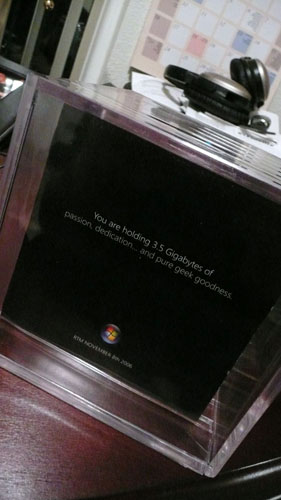 You are holding 3.5 Gigabytes of
passion, dedication... and pure geek goodness.
RTM NOVEMBER 8th, 2006